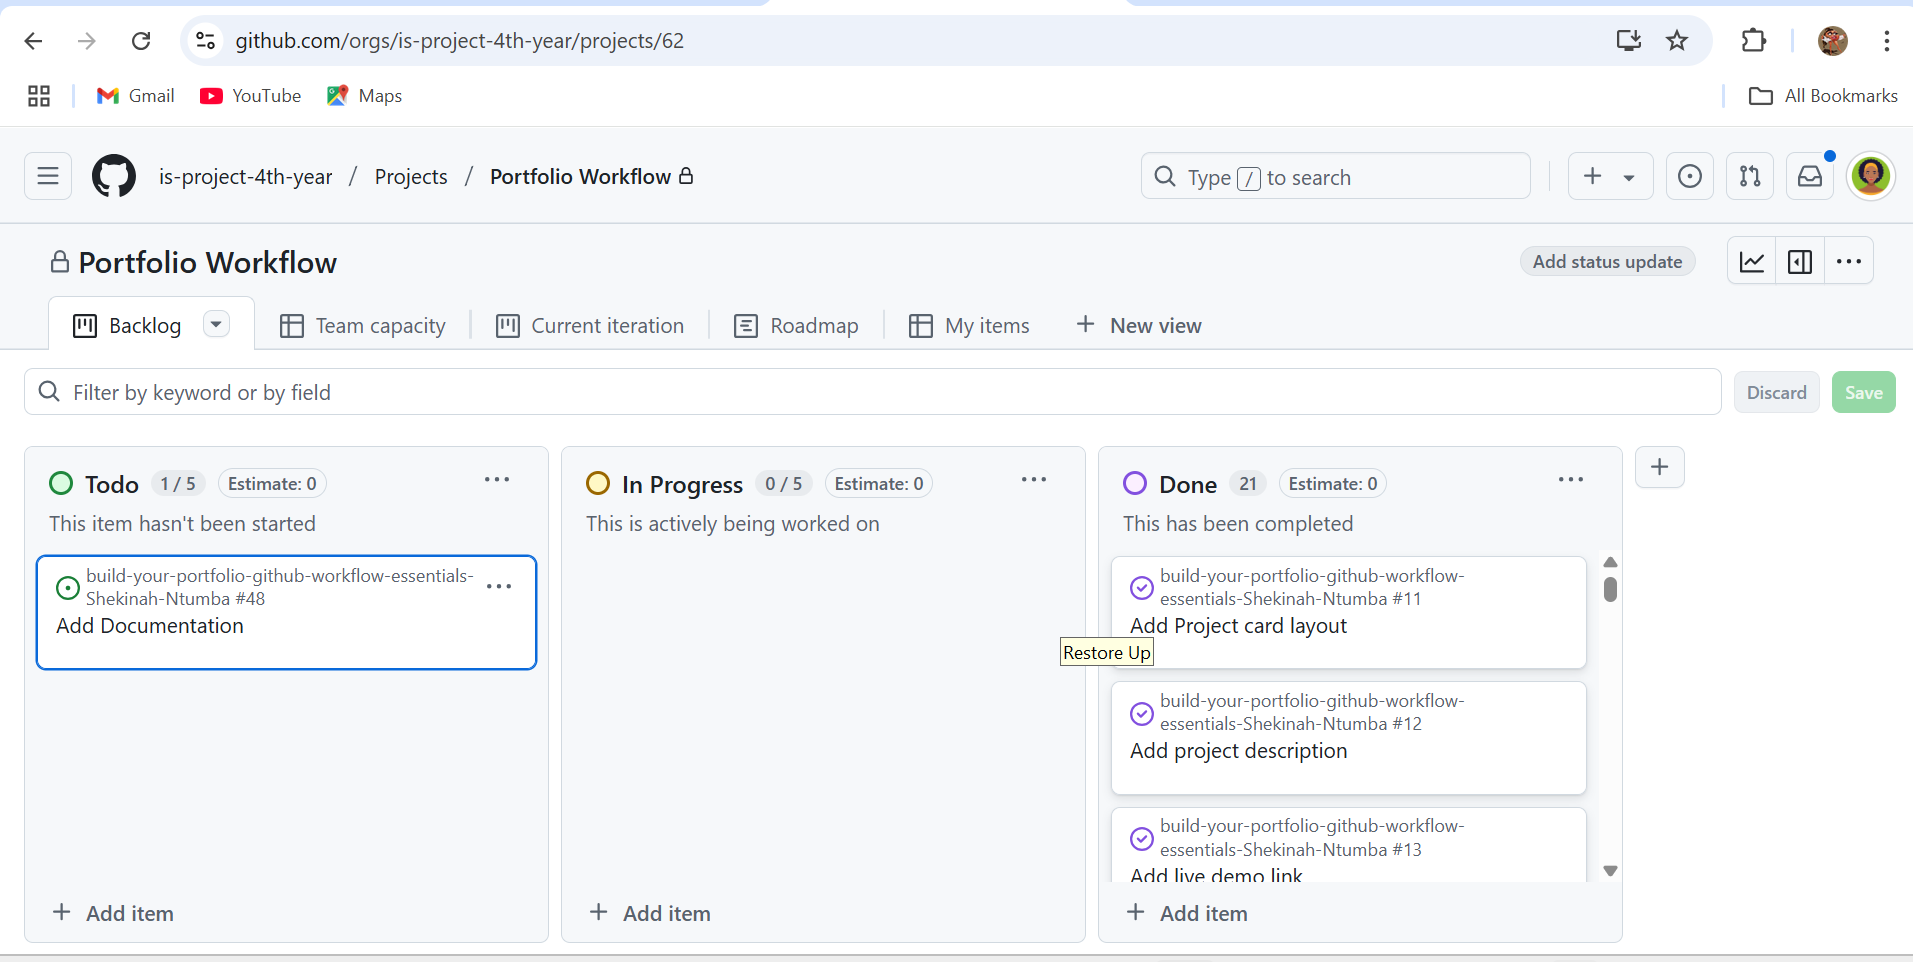 github.com/orgs/is-project-4th-year/projects/62
Gmail YouTube Maps All Bookmarks
is-project-4th-year / Projects / Portfolio Workflow Type / to search
Portfolio Workflow Add status update
Backlog Team capacity Current iteration Roadmap My items + New view
Filter by keyword or by field Discard Save
Todo 1 / 5 Estimate: 0
This item hasn't been started
build-your-portfolio-github-workflow-essentials-
Shekinah-Ntumba #48
Add Documentation
+ Add item
In Progress 0 / 5 Estimate: 0
This is actively being worked on
+ Add item
Done 21 Estimate: 0
This has been completed
build-your-portfolio-github-workflow-
essentials-Shekinah-Ntumba #11
Add Project card layout
Restore Up
build-your-portfolio-github-workflow-
essentials-Shekinah-Ntumba #12
Add project description
build-your-portfolio-github-workflow-
essentials-Shekinah-Ntumba #13
Add live demo link
+ Add item